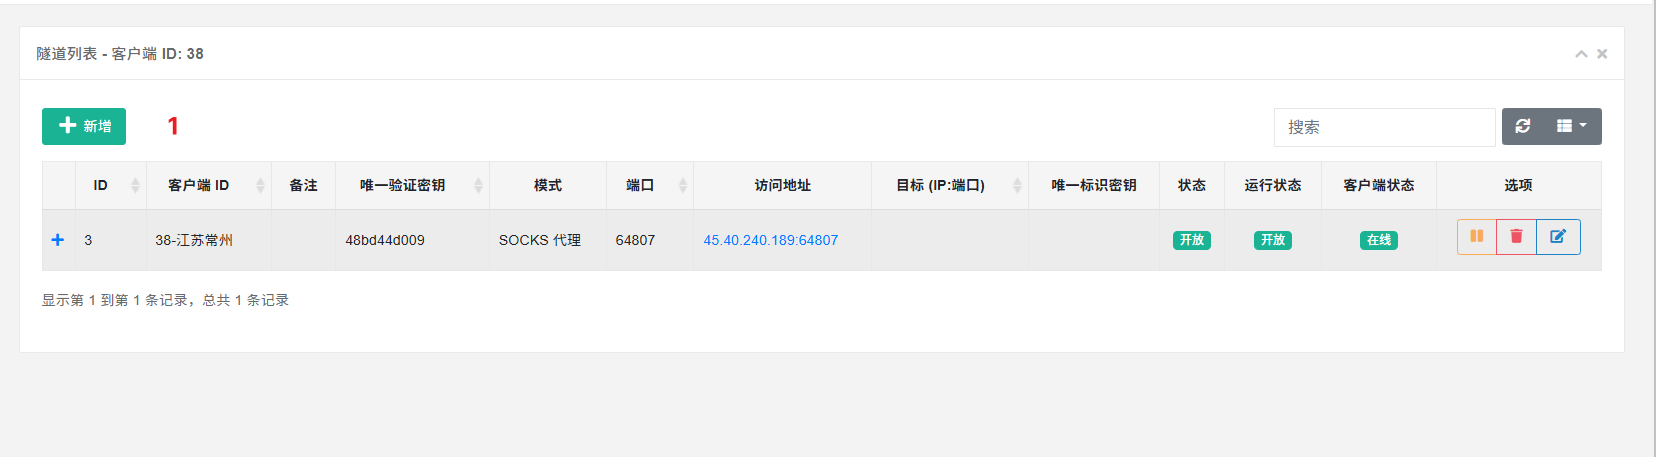 隧道列表 - 客户端 ID: 38
新增 1 搜索
ID 客户端 ID 备注 唯一验证密钥 模式 端口 访问地址 目标 (IP:端口) 唯一标识密钥 状态 运行状态 客户端状态 选项
3 38-江苏常州 48bd44d009 SOCKS 代理 64807 45.40.240.189:64807 开放 开放 在线
显示第 1 到第 1 条记录，总共 1 条记录